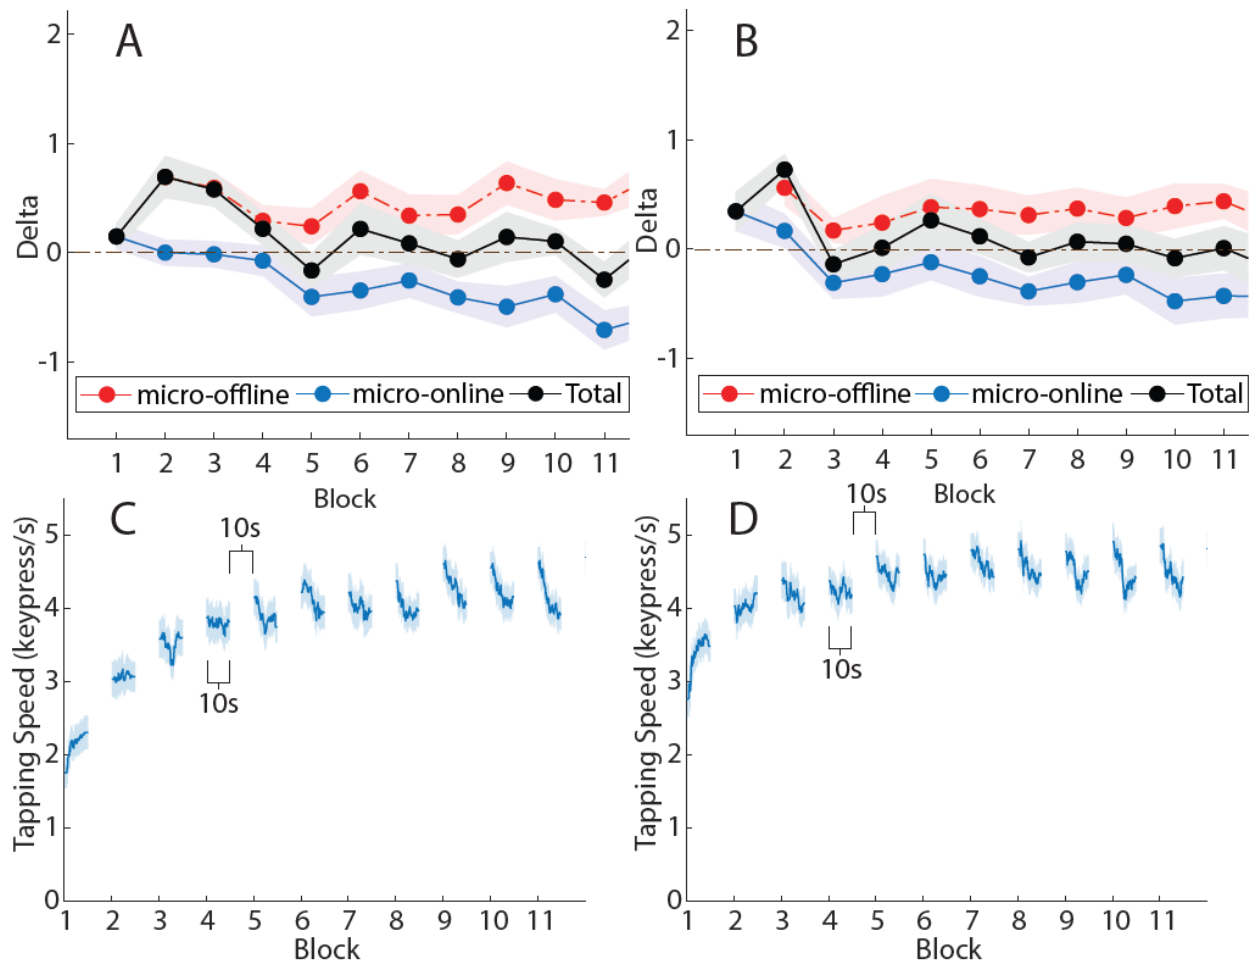 A
2
1
0
-1
Delta
micro-offline micro-online Total
1 2 3 4 5 6 7 8 9 10 11
Block
B
2
1
0
-1
Delta
micro-offline micro-online Total
1 2 3 4 5 6 7 8 9 10 11
Block
C
5
4
3
2
1
0
Tapping Speed (keypress/s)
10s
10s
1 2 3 4 5 6 7 8 9 10 11
Block
D
5
4
3
2
1
0
Tapping Speed (keypress/s)
10s
10s
1 2 3 4 5 6 7 8 9 10 11
Block